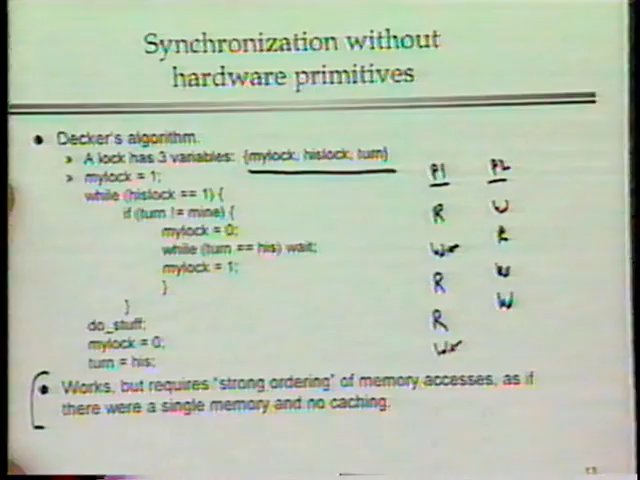 Synchronization without
hardware primitives
• Decker's algorithm.
» A lock has 3 variables: {mylock, hislock, turn}
» mylock = 1;
while (hislock == 1) {
if (turn != mine) {
mylock = 0;
while (turn == his) wait;
mylock = 1;
}
}
do_stuff;
mylock = 0;
turn = his;
• Works, but requires "strong ordering" of memory accesses, as if
there were a single memory and no caching.
P1 P2
R
R
R
W
R
W
13